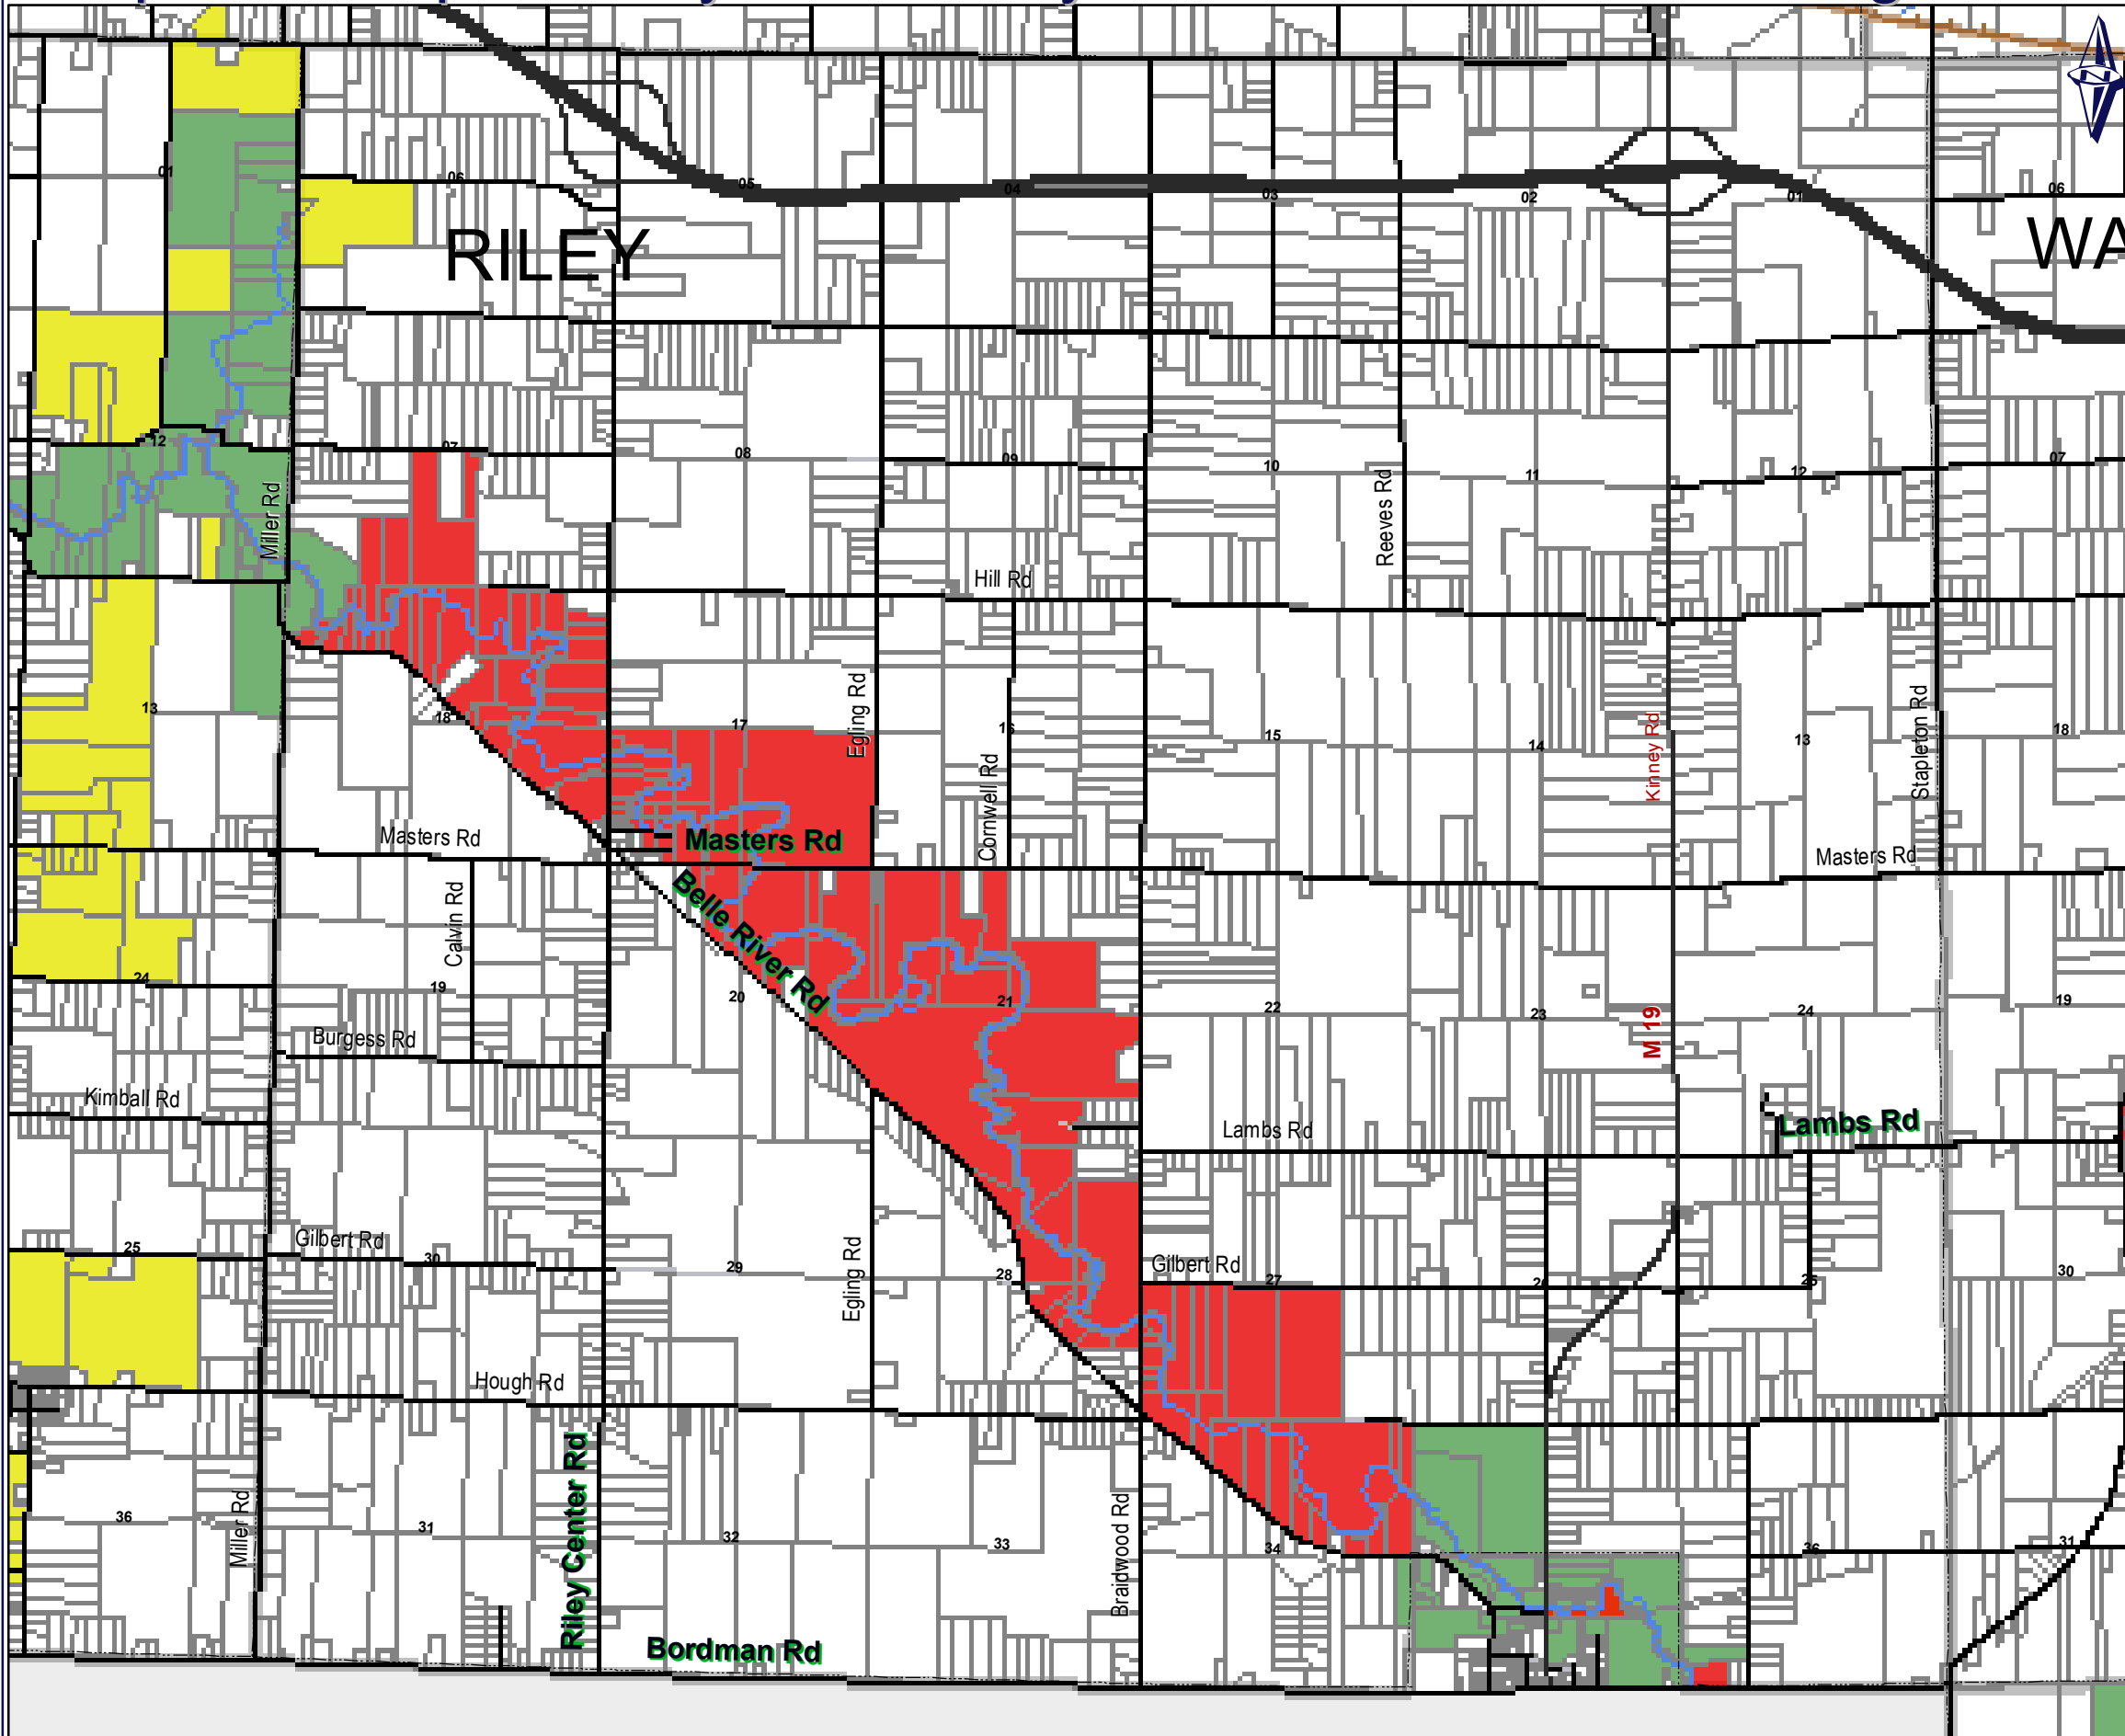 N
01
06
05
04
03
02
01
06
RILEY
WA
12
07
08
09
10
11
12
07
Miller Rd
Reeves Rd
Hill Rd
13
18
17
Egling Rd
16
Cornwell Rd
15
14
Kinney Rd
13
Stapleton Rd
18
Masters Rd
Masters Rd
Masters Rd
Calvin Rd
Belle River Rd
24
19
20
21
22
23
M 19
24
19
Burgess Rd
Kimball Rd
Lambs Rd
Lambs Rd
25
Gilbert Rd
30
29
Egling Rd
28
Gilbert Rd
27
26
25
30
Hough Rd
36
Miller Rd
31
Riley Center Rd
32
33
Braidwood Rd
34
36
31
Bordman Rd